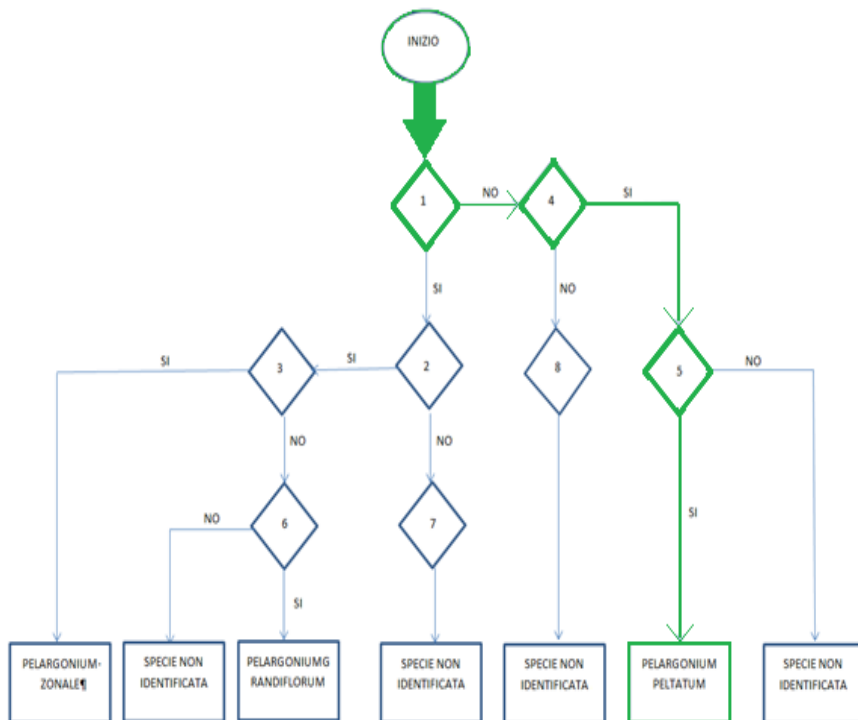 INIZIO
1
NO
4
SI
SI
NO
SI
3
SI
2
8
5
NO
NO
NO
NO
6
7
SI
SI
PELARGONIUM-
ZONALE¶
SPECIE NON
IDENTIFICATA
PELARGONIUMG
RANDIFLORUM
SPECIE NON
IDENTIFICATA
SPECIE NON
IDENTIFICATA
PELARGONIUM
PELTATUM
SPECIE NON
IDENTIFICATA